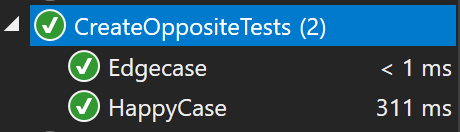 CreateOppositeTests (2)
Edgecase < 1 ms
HappyCase 311 ms